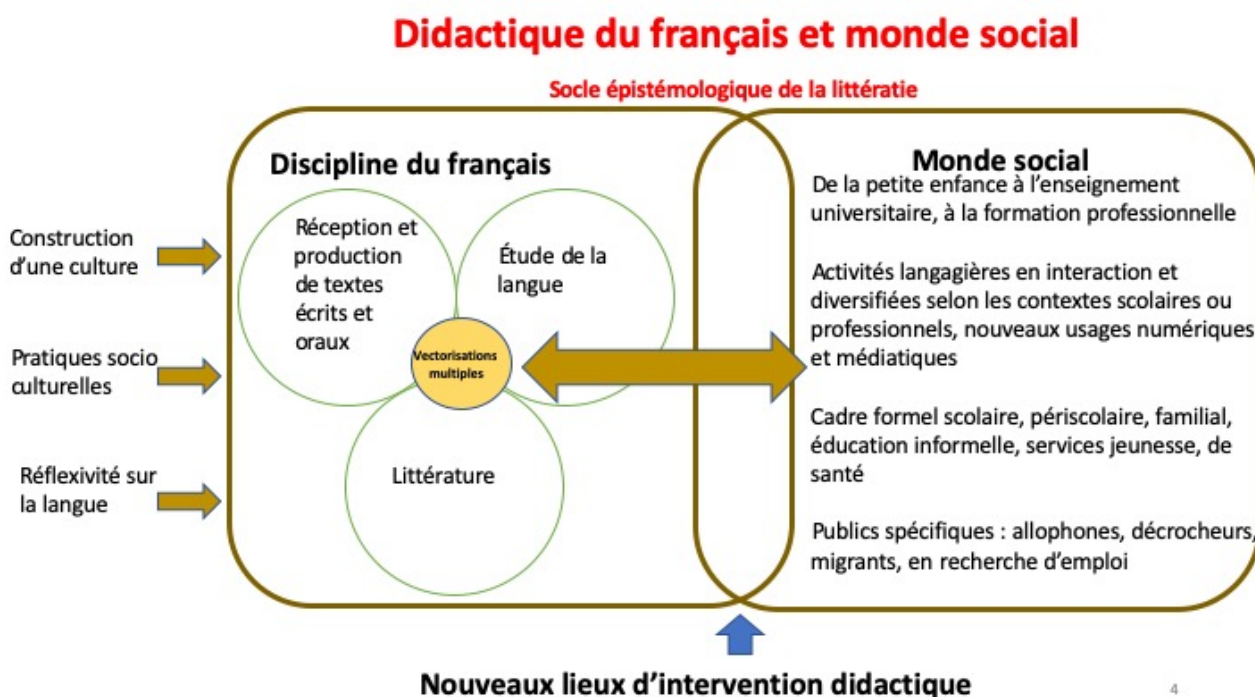 Didactique du français et monde social
Socle épistémologique de la littératie
Discipline du français
Réception et
production
de textes
écrits et
oraux
Étude de la
langue
Vectorisations
multiples
Littérature
Construction
d’une culture
Pratiques socio
culturelles
Réflexivité sur
la langue
Monde social
De la petite enfance à l’enseignement
universitaire, à la formation professionnelle
Activités langagières en interaction et
diversifiées selon les contextes scolaires ou
professionnels, nouveaux usages numériques
et médiatiques
Cadre formel scolaire, périscolaire, familial,
éducation informelle, services jeunesse, de
santé
Publics spécifiques : allophones, décrocheurs,
migrants, en recherche d’emploi
Nouveaux lieux d’intervention didactique
4